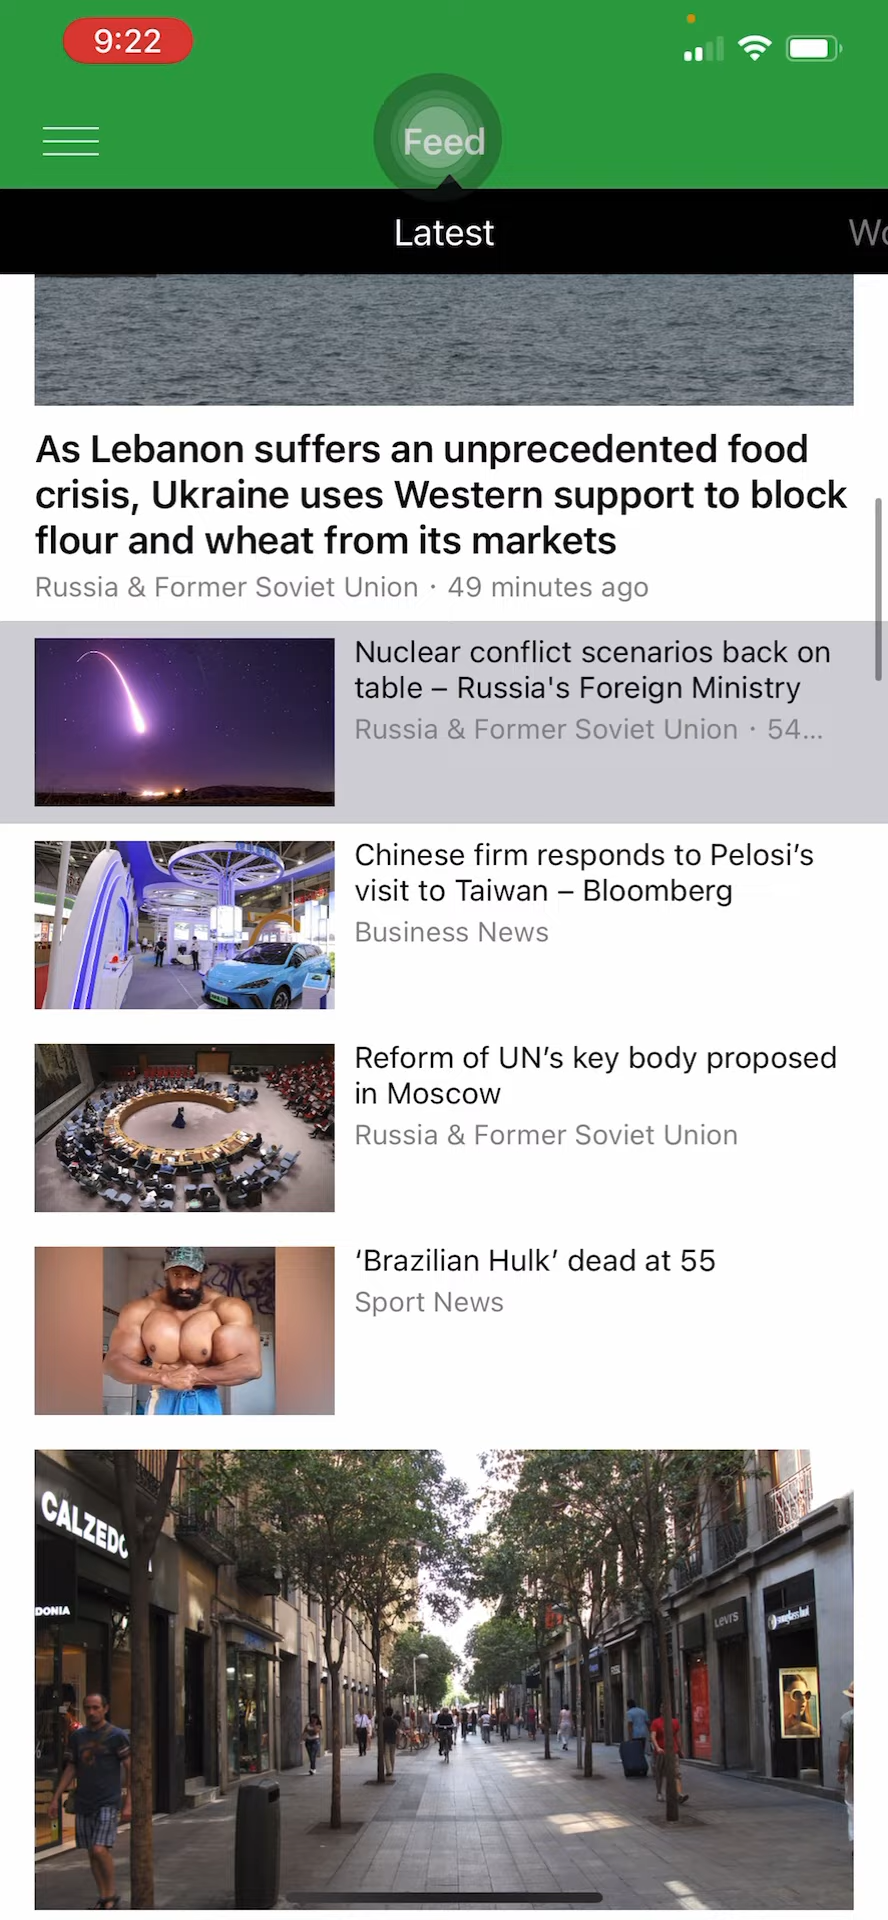 9:22
Feed
Latest
Wo
As Lebanon suffers an unprecedented food
crisis, Ukraine uses Western support to block
flour and wheat from its markets
Russia & Former Soviet Union · 49 minutes ago
Nuclear conflict scenarios back on
table – Russia's Foreign Ministry
Russia & Former Soviet Union · 54...
Chinese firm responds to Pelosi’s
visit to Taiwan – Bloomberg
Business News
Reform of UN’s key body proposed
in Moscow
Russia & Former Soviet Union
‘Brazilian Hulk’ dead at 55
Sport News
CALZEDO
DONIA
LEVI'S
sunglass hut